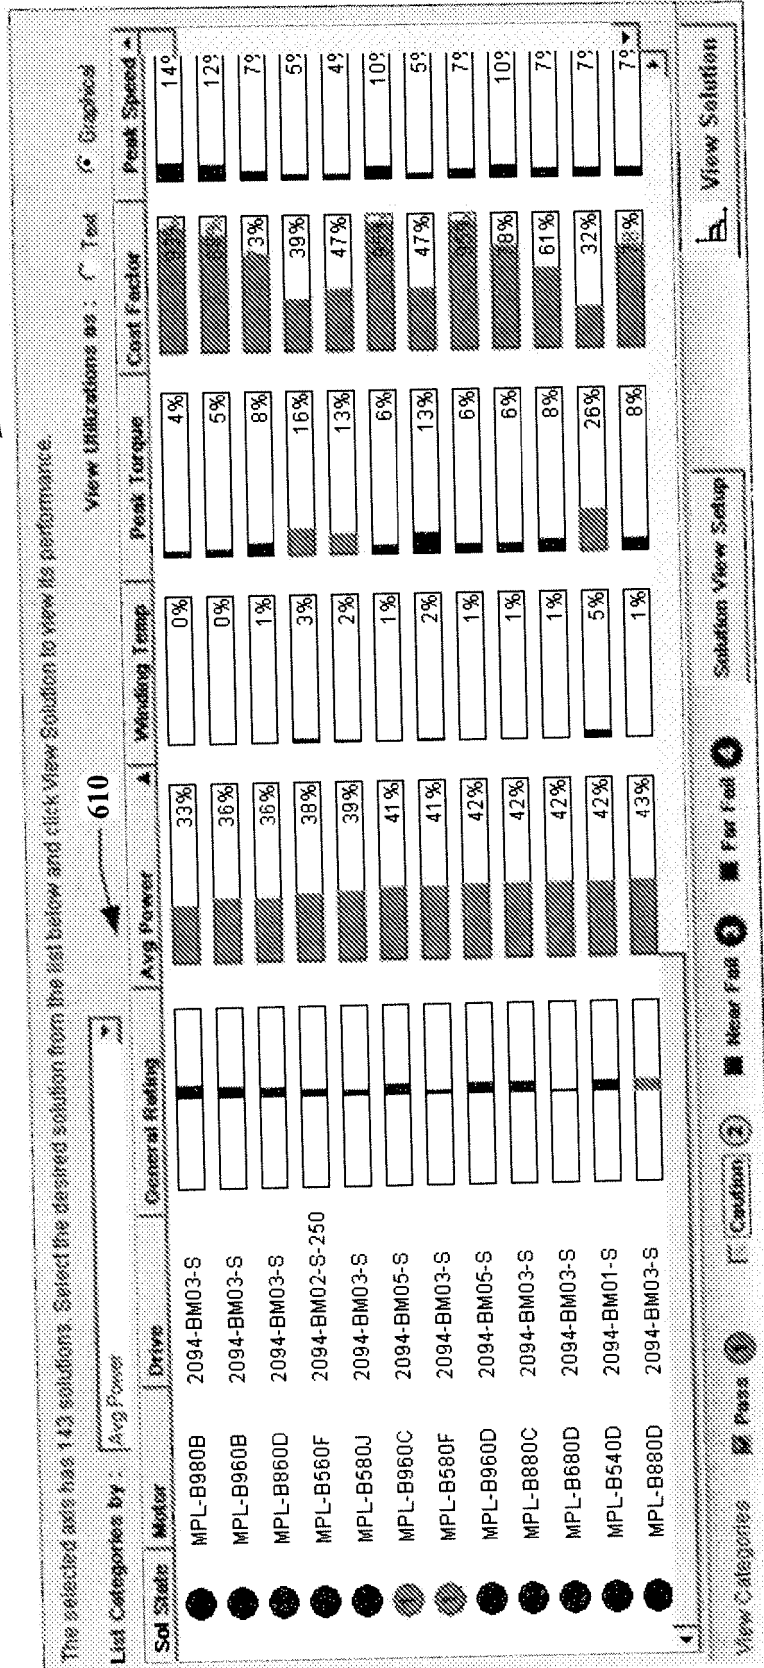 The selected axis has 143 solutions. Select the desired solution from the list below and click View Solution to view its performance.
List Categories by : Avg Power 610 View Utilizations as : Text Graphical
Sol State Motor Drive General Rating Avg Power Winding Temp Peak Torque Cost Factor Peak Speed
MPL-B980B 2094-BM03-S 33% 0% 4% 14%
MPL-B960B 2094-BM03-S 36% 0% 5% 12%
MPL-B860D 2094-BM03-S 36% 1% 8% 73% 7%
MPL-B560F 2094-BM02-S-250 38% 3% 16% 39% 5%
MPL-B580J 2094-BM03-S 39% 2% 13% 47% 4%
MPL-B960C 2094-BM05-S 41% 1% 6% 10%
MPL-B580F 2094-BM03-S 41% 2% 13% 47% 5%
MPL-B960D 2094-BM05-S 42% 1% 6% 7%
MPL-B880C 2094-BM03-S 42% 1% 6% 8% 10%
MPL-B680D 2094-BM03-S 42% 1% 8% 61% 7%
MPL-B540D 2094-BM01-S 42% 5% 26% 32% 7%
MPL-B880D 2094-BM03-S 43% 1% 8% 7%
View Categories Pass 1 Caution 2 Near Fail 3 Far Fail 4 Solution View Setup View Solution